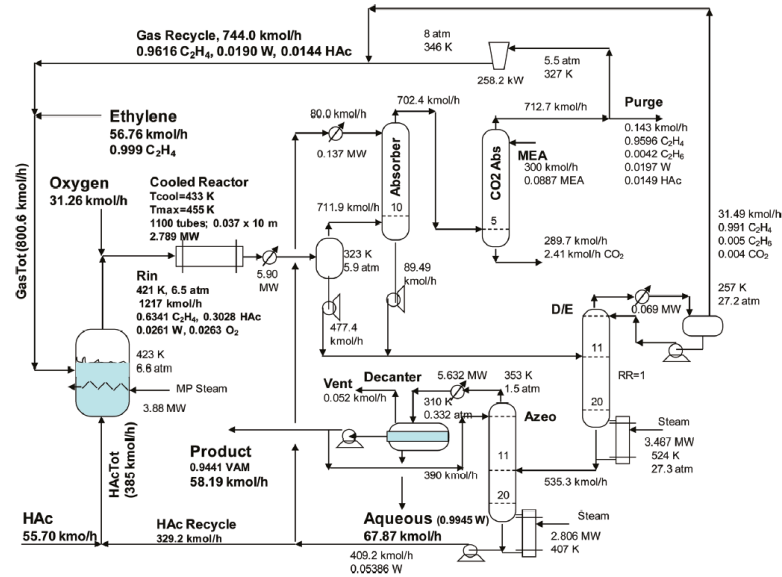 Gas Recycle, 744.0 kmol/h
0.9616 C2H4, 0.0190 W, 0.0144 HAc
8 atm
346 K
5.5 atm
327 K
258.2 kW
Ethylene
56.76 kmol/h
0.999 C2H4
80.0 kmol/h
0.137 MW
702.4 kmol/h
Absorber
10
712.7 kmol/h
CO2 Abs
5
MEA
300 kmol/h
0.0887 MEA
Purge
0.143 kmol/h
0.9596 C2H4
0.0042 C2H6
0.0197 W
0.0149 HAc
Oxygen
31.26 kmol/h
Cooled Reactor
Tcool=433 K
Tmax=455 K
1100 tubes; 0.037 x 10 m
2.789 MW
711.9 kmol/h
GasTot (800.6 kmol/h)
323 K
5.9 atm
5.90
MW
89.49
kmol/h
289.7 kmol/h
2.41 kmol/h CO2
31.49 kmol/h
0.991 C2H4
0.005 C2H6
0.004 CO2
Rin
421 K, 6.5 atm
1217 kmol/h
0.6341 C2H4, 0.3028 HAc
0.0261 W, 0.0263 O2
477.4
kmol/h
257 K
27.2 atm
0.069 MW
D/E
11
RR=1
20
423 K
6.6 atm
MP Steam
3.88 MW
Vent
0.052 kmol/h
Decanter
5.632 MW
310 K
0.332 atm
353 K
1.5 atm
Azeo
11
20
Steam
3.467 MW
524 K
27.3 atm
HAcTot
(385 kmol/h)
Product
0.9441 VAM
58.19 kmol/h
390 kmol/h
535.3 kmol/h
HAc
55.70 kmo/h
HAc Recycle
329.2 kmol/h
Aqueous (0.9945 W)
67.87 kmol/h
409.2 kmol/h
0.05386 W
Steam
2.806 MW
407 K